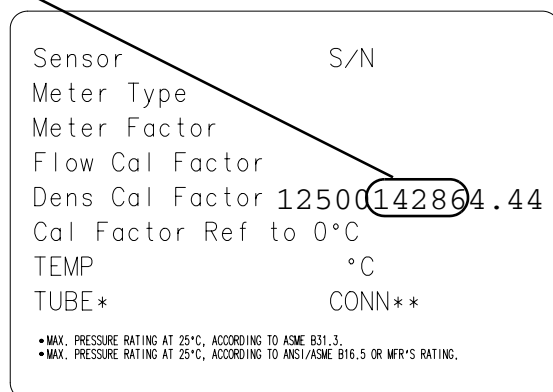 Sensor S/N
Meter Type
Meter Factor
Flow Cal Factor
Dens Cal Factor 12500142864.44
Cal Factor Ref to 0°C
TEMP °C
TUBE* CONN**
•MAX. PRESSURE RATING AT 25°C, ACCORDING TO ASME B31.3.
•MAX. PRESSURE RATING AT 25°C, ACCORDING TO ANSI/ASME B16.5 OR MFR'S RATING.